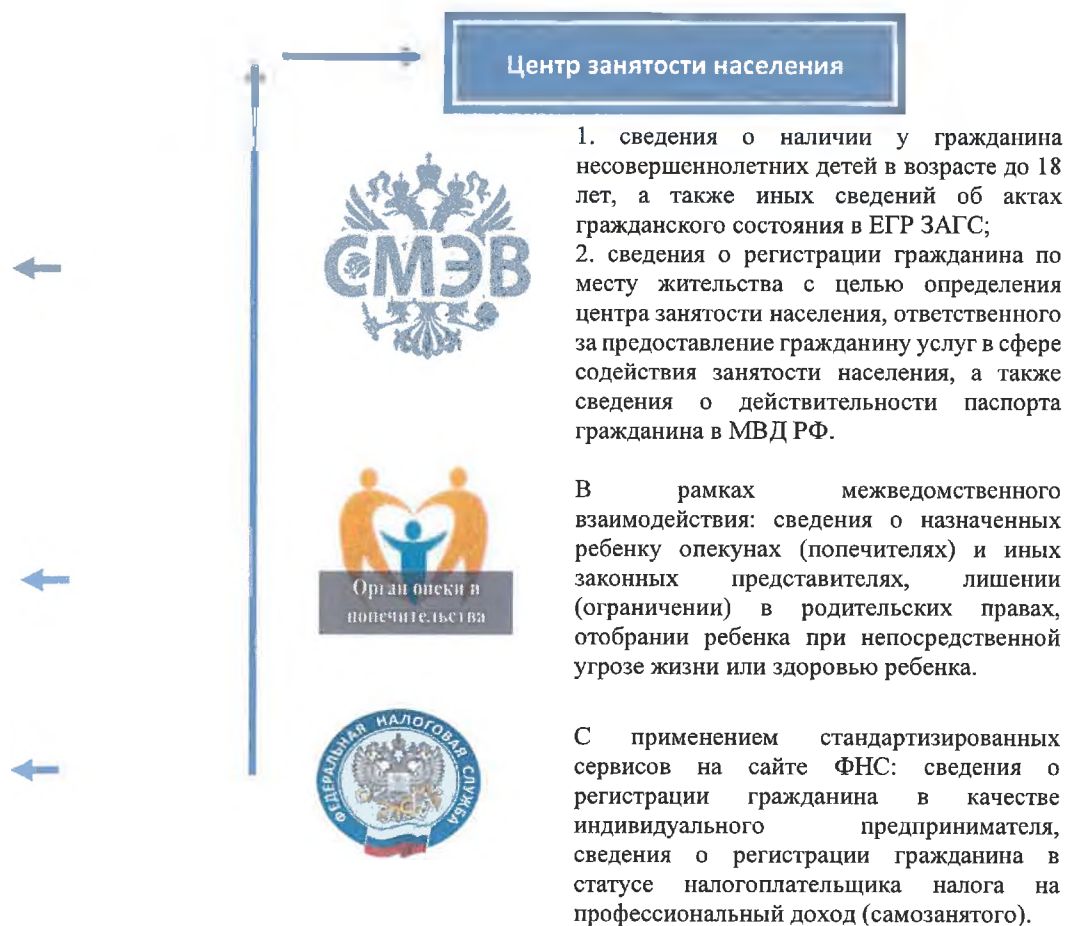 Центр занятости населения
1. сведения о наличии у гражданина
несовершеннолетних детей в возрасте до 18
лет, а также иных сведений об актах
гражданского состояния в ЕГР ЗАГС;
2. сведения о регистрации гражданина по
месту жительства с целью определения
центра занятости населения, ответственного
за предоставление гражданину услуг в сфере
содействия занятости населения, а также
сведения о действительности паспорта
гражданина в МВД РФ.
СМЭВ
В рамках межведомственного
взаимодействия: сведения о назначенных
ребенку опекунах (попечителях) и иных
законных представителях, лишении
(ограничении) в родительских правах,
отобрании ребенка при непосредственной
угрозе жизни или здоровью ребенка.
Орган опеки и
попечительства
С применением стандартизированных
сервисов на сайте ФНС: сведения о
регистрации гражданина в качестве
индивидуального предпринимателя,
сведения о регистрации гражданина в
статусе налогоплательщика налога на
профессиональный доход (самозанятого).
ФЕДЕРАЛЬНАЯ НАЛОГОВАЯ СЛУЖБА